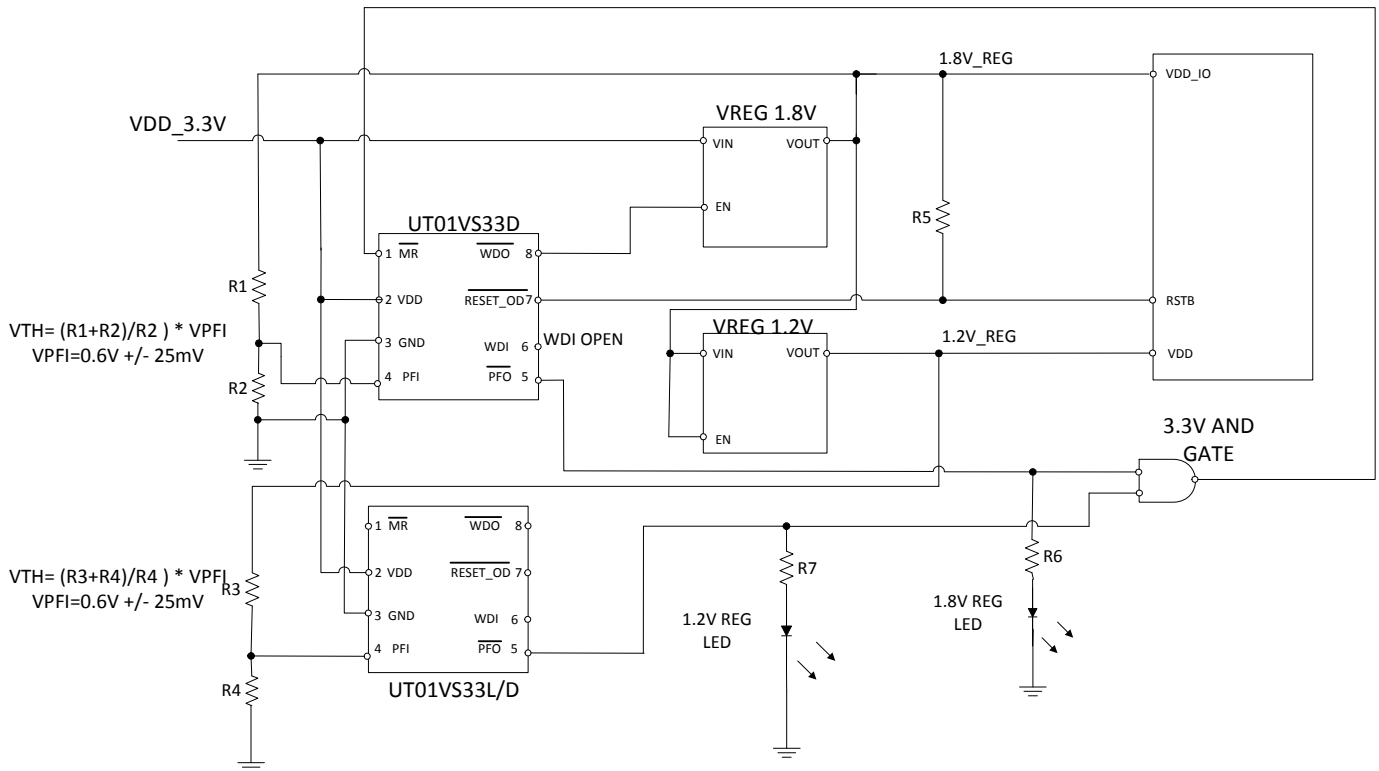 1.8V_REG
VDD_IO
VREG 1.8V
VDD_3.3V
VIN
VOUT
EN
R5
UT01VS33D
1 MR
WDO 8
R1
2 VDD
RESET_OD 7
RSTB
VTH= (R1+R2)/R2 ) * VPFI
VPFI=0.6V +/- 25mV
3 GND
WDI 6
WDI OPEN
VREG 1.2V
1.2V_REG
VIN
VOUT
VDD
4 PFI
PFO 5
R2
EN
3.3V AND
GATE
1 MR
WDO 8
VTH= (R3+R4)/R4 ) * VPFI
VPFI=0.6V +/- 25mV
R3
2 VDD
RESET_OD 7
R7
R6
3 GND
WDI 6
1.2V REG
LED
1.8V REG
LED
4 PFI
PFO 5
R4
UT01VS33L/D